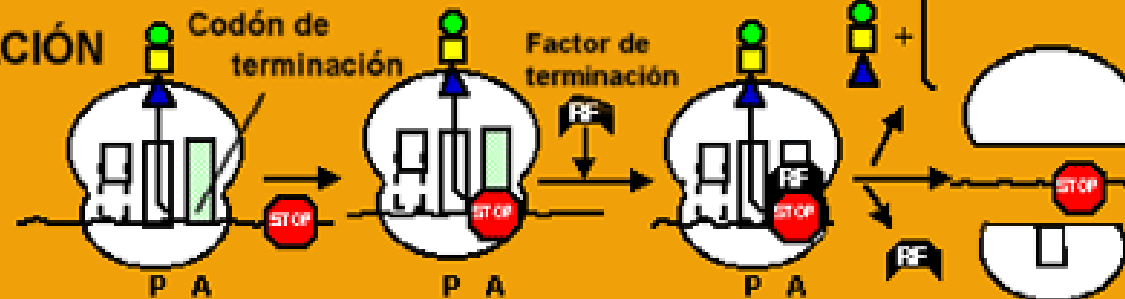 CIÓN
Codón de
terminación
Factor de
terminación
RF
STOP
STOP
RF
STOP
+
STOP
RF
P A
P A
P A